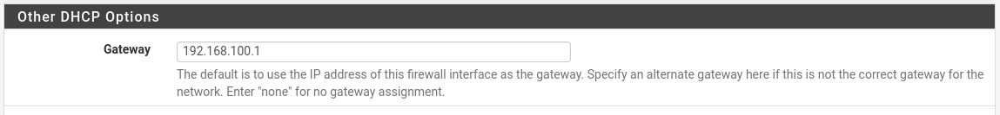 Other DHCP Options
Gateway
192.168.100.1
The default is to use the IP address of this firewall interface as the gateway. Specify an alternate gateway here if this is not the correct gateway for the
network. Enter "none" for no gateway assignment.